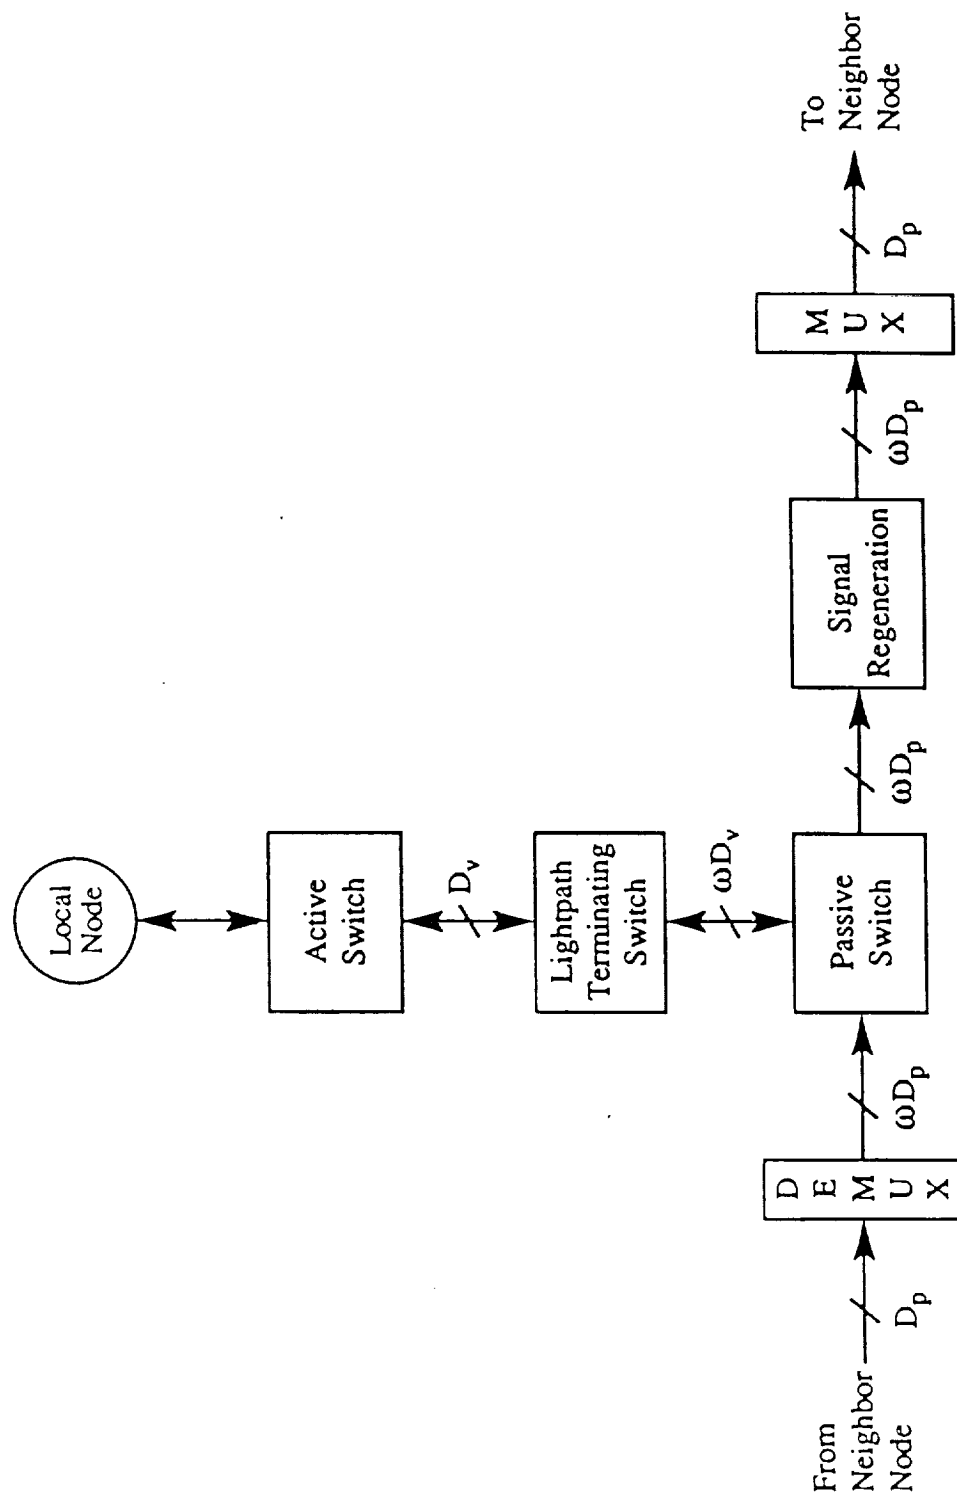 Local
Node
Active
Switch
D_v
Lightpath
Terminating
Switch
ωD_v
From
Neighbor
Node
D_p
D
E
M
U
X
ωD_p
Passive
Switch
ωD_p
Signal
Regeneration
ωD_p
M
U
X
D_p
To
Neighbor
Node